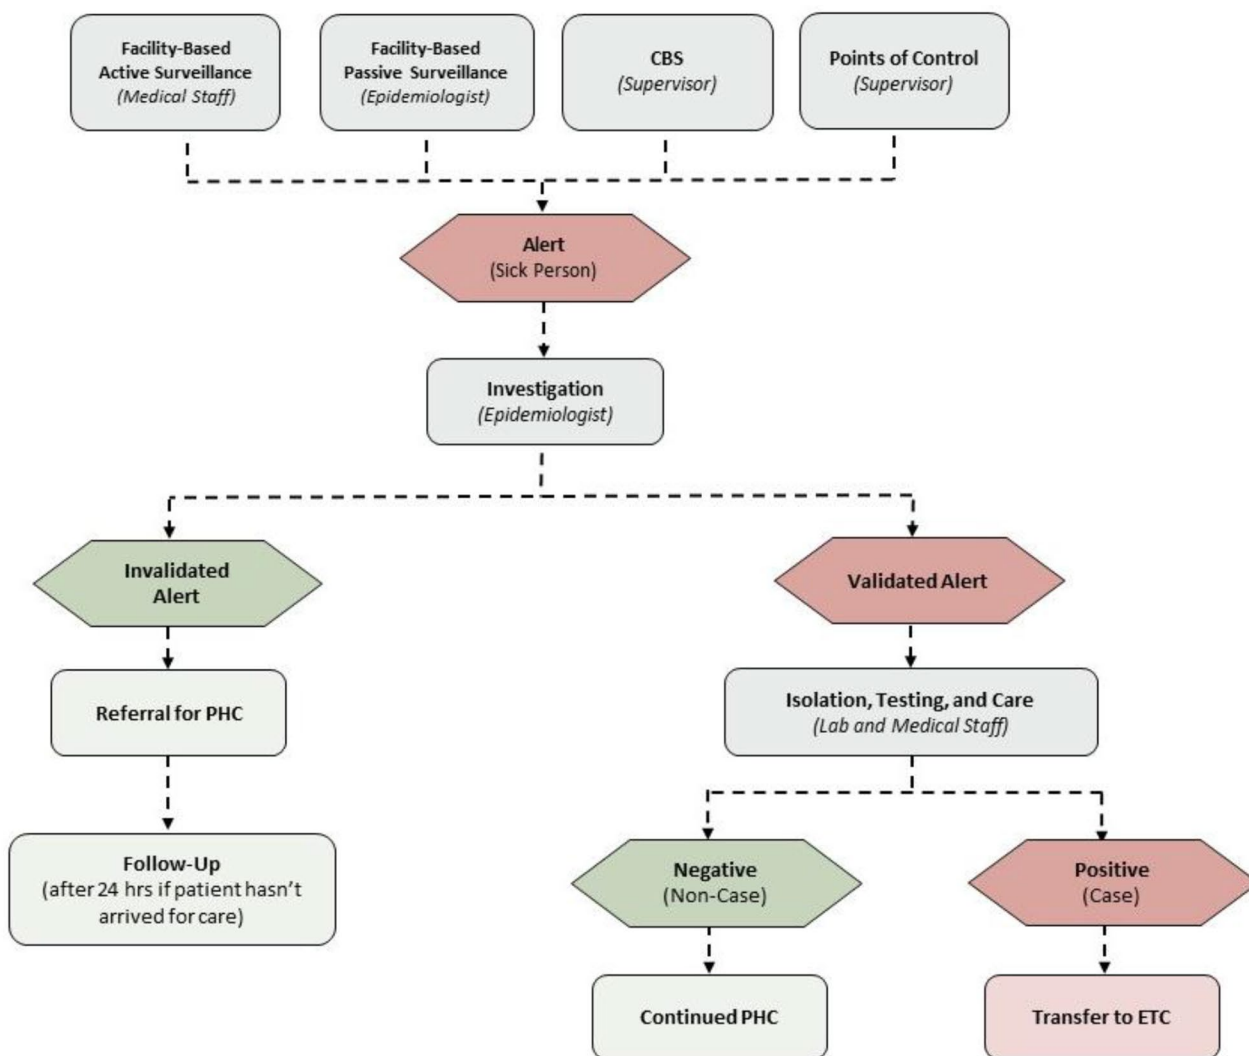 Facility-Based
Active Surveillance
(Medical Staff)
Facility-Based
Passive Surveillance
(Epidemiologist)
CBS
(Supervisor)
Points of Control
(Supervisor)
Alert
(Sick Person)
Investigation
(Epidemiologist)
Invalidated
Alert
Validated Alert
Referral for PHC
Isolation, Testing, and Care
(Lab and Medical Staff)
Follow-Up
(after 24 hrs if patient hasn't
arrived for care)
Negative
(Non-Case)
Positive
(Case)
Continued PHC
Transfer to ETC